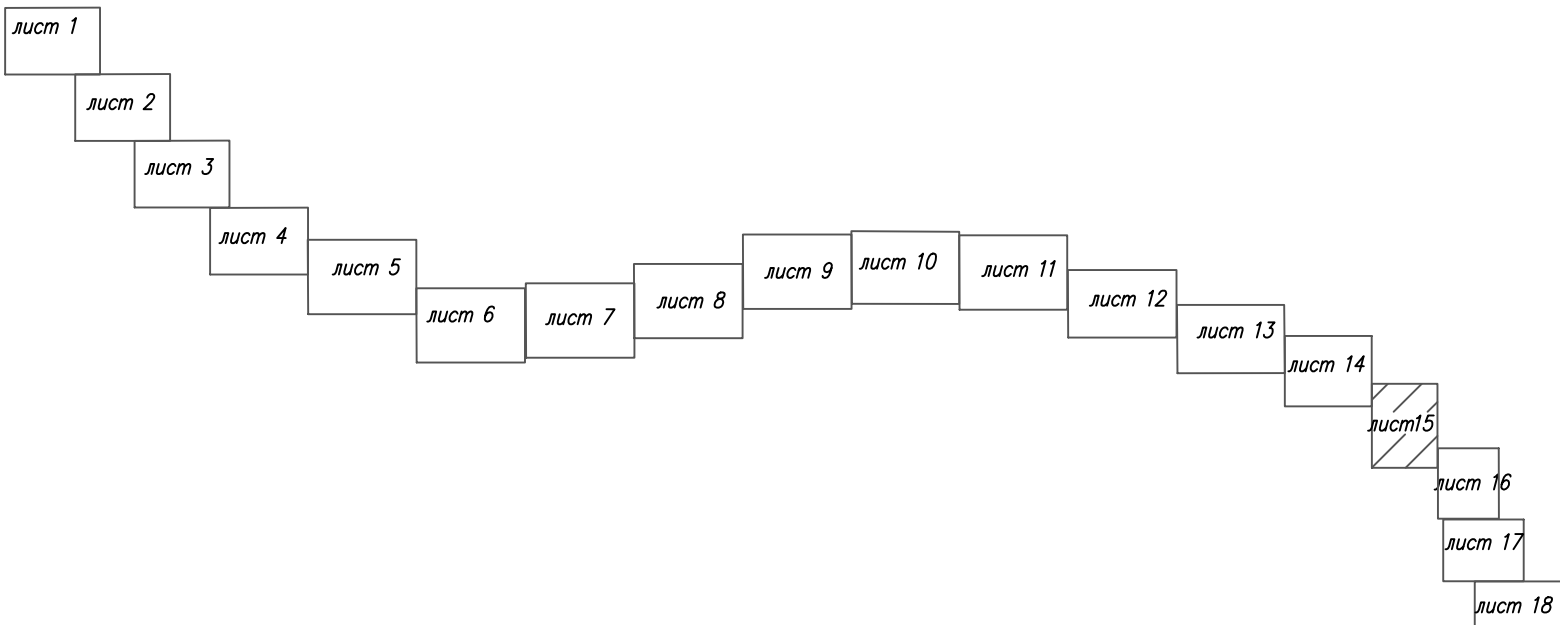 лист 1
лист 2
лист 3
лист 4
лист 5
лист 6
лист 7
лист 8
лист 9
лист 10
лист 11
лист 12
лист 13
лист 14
лист15
лист 16
лист 17
лист 18